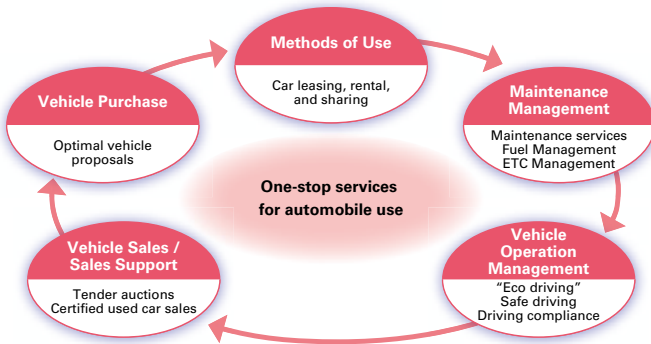 Methods of Use
Car leasing, rental,
and sharing
Vehicle Purchase
Optimal vehicle
proposals
Maintenance
Management
Maintenance services
Fuel Management
ETC Management
One-stop services
for automobile use
Vehicle Sales /
Sales Support
Tender auctions
Certified used car sales
Vehicle
Operation
Management
“Eco driving”
Safe driving
Driving compliance